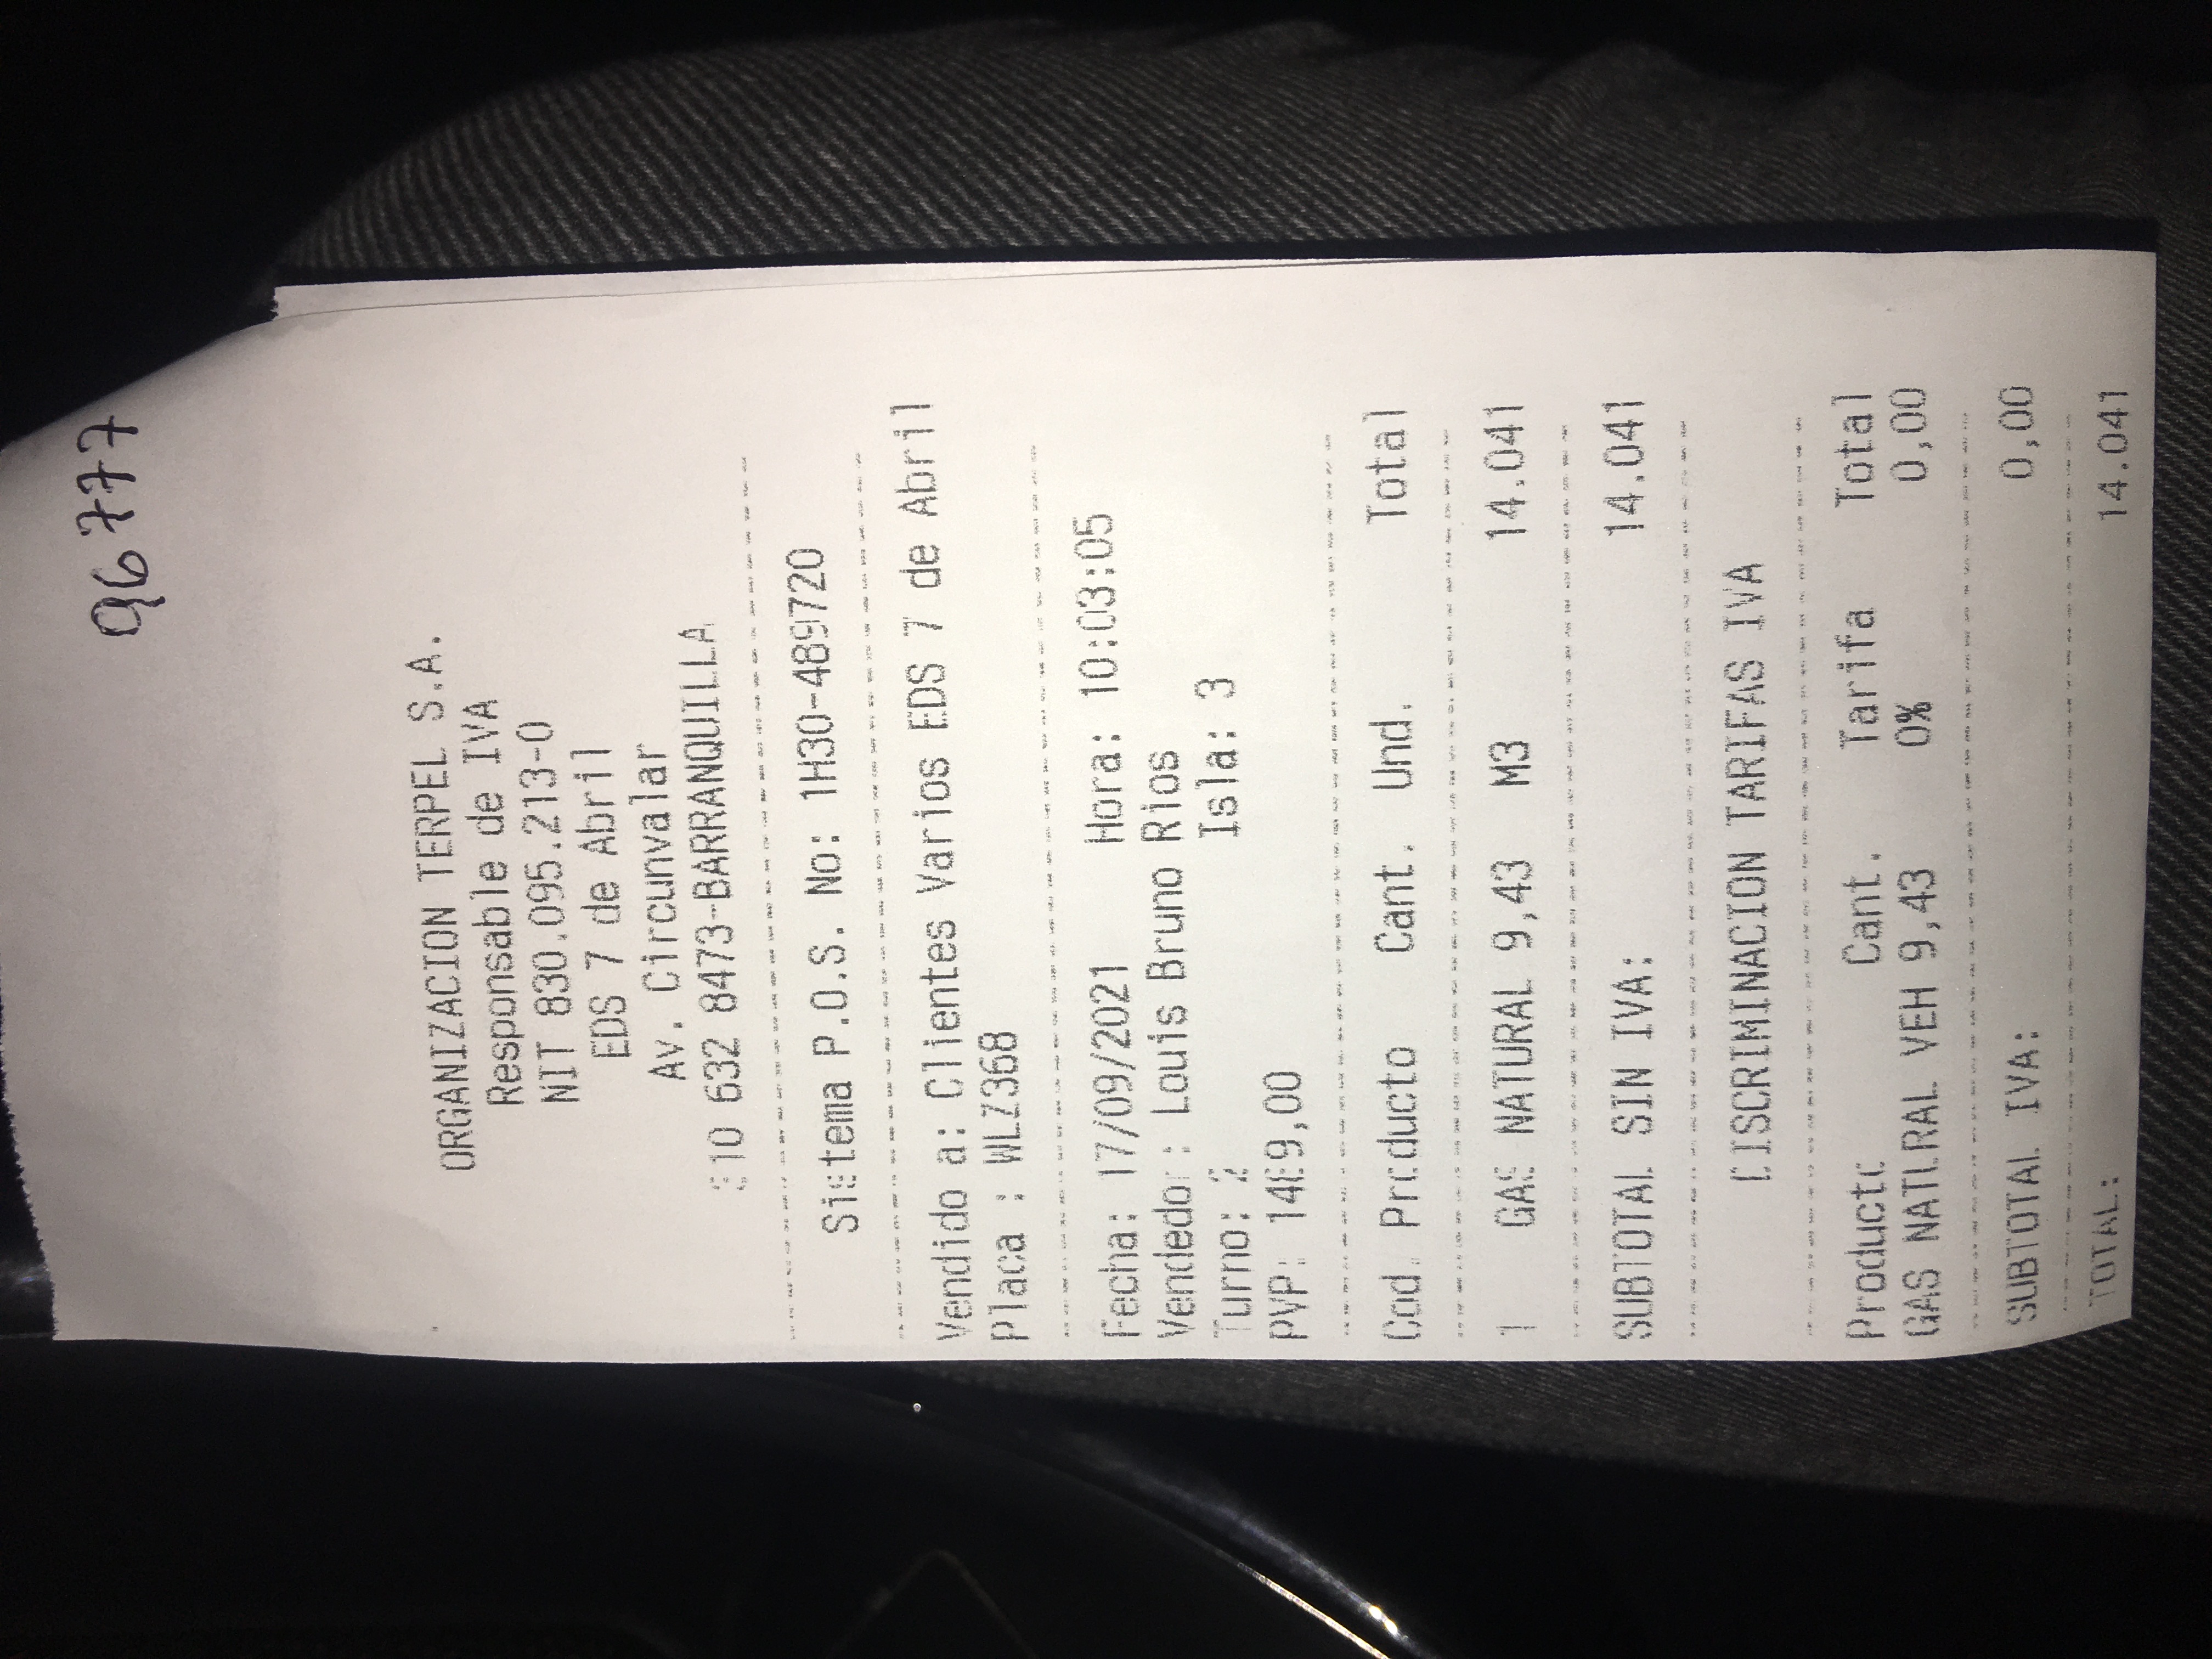 96777
ORGANIZACION TERPEL S.A.
Responsable de IVA
NIT 830.095.213-0
EDS 7 de Abril
Av. Circunvalar
310 632 8473-BARRANQUILLA
Sistema P.O.S. No: 1H30-489720
Vendido a: Clientes Varios EDS 7 de Abril
Placa : WLZ368
Fecha: 17/09/2021 Hora: 10:03:05
Vendedor : Louis Bruno Rios
Turno: 2 Isla: 3
PVP: 1489,00
Cod. Producto Cant. Und. Total
1 GAS NATURAL 9,43 M3 14.041
SUBTOTAL SIN IVA: 14.041
DISCRIMINACION TARIFAS IVA
Producto Cant. Tarifa Total
GAS NATURAL VEH 9,43 0% 0,00
SUBTOTAL IVA: 0,00
TOTAL: 14.041